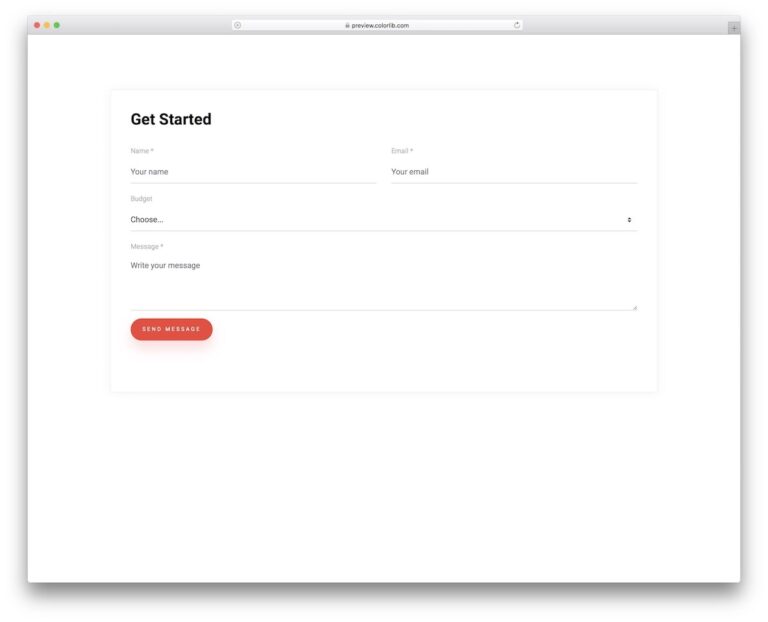 preview.colorlib.com
Get Started
Name *
Email *
Your name
Your email
Budget
Choose...
Message *
Write your message
SEND MESSAGE